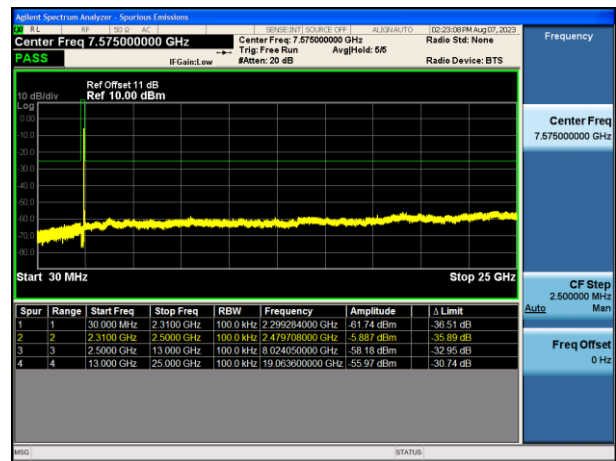 Agilent Spectrum Analyzer - Spurious Emissions
RL RF 50 Ω AC SENSE:INT SOURCE OFF ALIGNAUTO 02:23:08 PM Aug 07, 2023
Center Freq 7.575000000 GHz Center Freq: 7.575000000 GHz Radio Std: None
Trig: Free Run Avg|Hold: 5/5
PASS IFGain:Low #Atten: 20 dB Radio Device: BTS
Frequency
Ref Offset 11 dB
10 dB/div Ref 10.00 dBm
Log
0.00
-10.0
-20.0
-30.0
-40.0
-50.0
-60.0
-70.0
-80.0
Start 30 MHz Stop 25 GHz
Spur Range Start Freq Stop Freq RBW Frequency Amplitude Δ Limit
1 1 30.000 MHz 2.3100 GHz 100.0 kHz 2.299284000 GHz -61.74 dBm -36.51 dB
2 2 2.3100 GHz 2.5000 GHz 100.0 kHz 2.479708000 GHz -5.887 dBm -35.89 dB
3 3 2.5000 GHz 13.000 GHz 100.0 kHz 8.024050000 GHz -58.18 dBm -32.95 dB
4 4 13.000 GHz 25.000 GHz 100.0 kHz 19.063600000 GHz -55.97 dBm -30.74 dB
Center Freq
7.575000000 GHz
CF Step
2.500000 MHz
Auto Man
Freq Offset
0 Hz
MSG STATUS